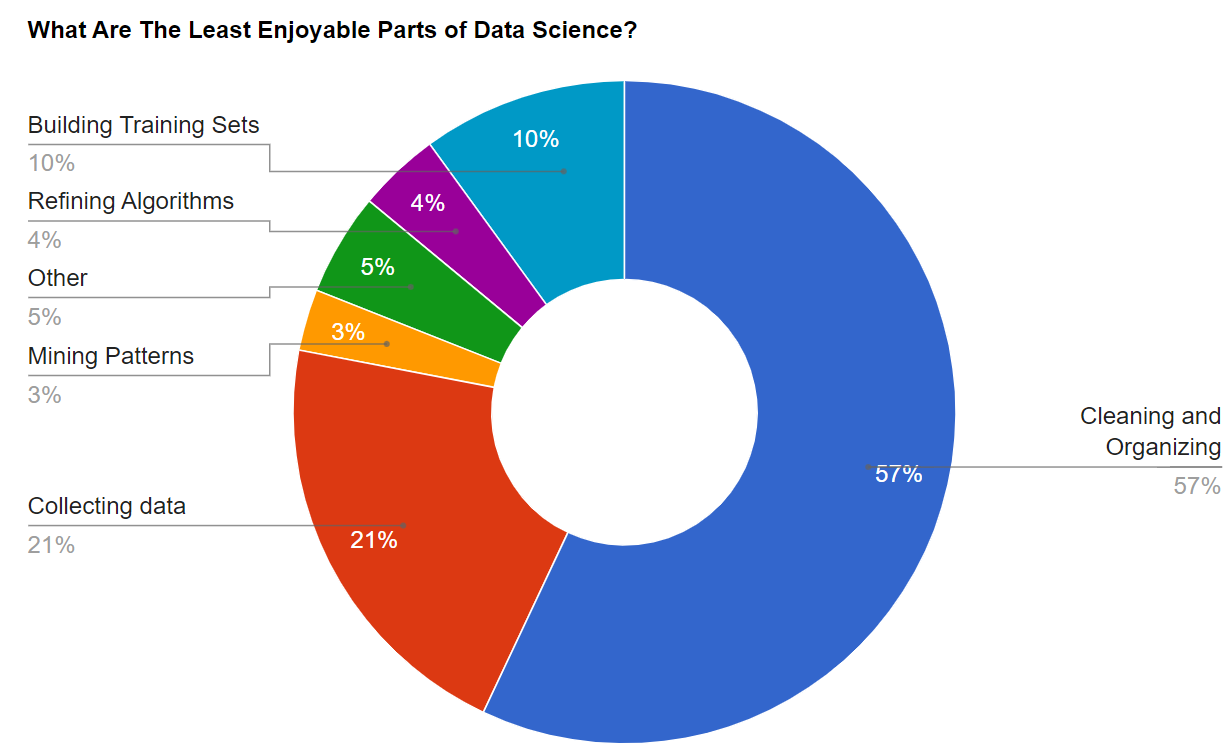 What Are The Least Enjoyable Parts of Data Science?
Building Training Sets
10%
Refining Algorithms
4%
Other
5%
Mining Patterns
3%
Collecting data
21%
10%
4%
5%
3%
21%
57%
Cleaning and
Organizing
57%